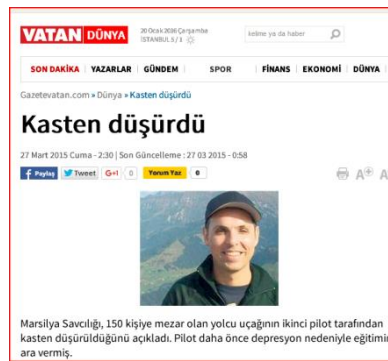 VATAN DÜNYA
20 Ocak 2016 Çarşamba
İSTANBUL 5 / 3
kelime ya da haber
SON DAKİKA YAZARLAR GÜNDEM SPOR FİNANS EKONOMİ DÜNYA
Gazetevatan.com » Dünya » Kasten düşürdü
Kasten düşürdü
27 Mart 2015 Cuma - 2:30 | Son Güncelleme : 27 03 2015 - 0:58
Paylaş Tweet G+1 0 Yorum Yaz 0 A A
Marsilya Savcılığı, 150 kişiye mezar olan yolcu uçağının ikinci pilot tarafından
kasten düşürüldüğünü açıkladı. Pilot daha önce depresyon nedeniyle eğitimin
ara vermiş.